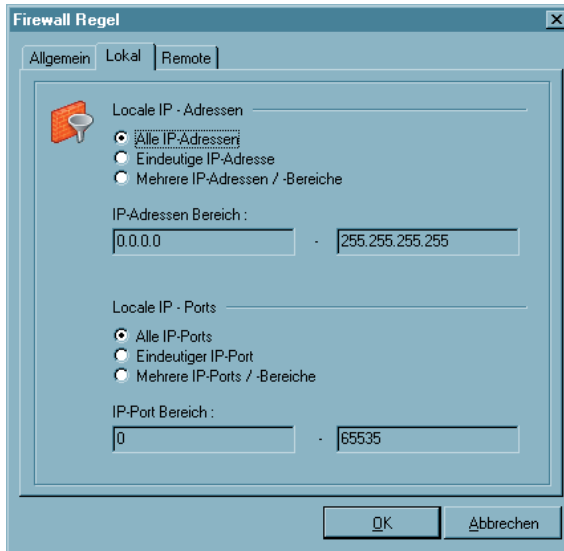 Firewall Regel
Allgemein Lokal Remote
Locale IP - Adressen
Alle IP-Adressen
Eindeutige IP-Adresse
Mehrere IP-Adressen / -Bereiche
IP-Adressen Bereich :
0.0.0.0 - 255.255.255.255
Locale IP - Ports
Alle IP-Ports
Eindeutiger IP-Port
Mehrere IP-Ports / -Bereiche
IP-Port Bereich :
0 - 65535
OK Abbrechen